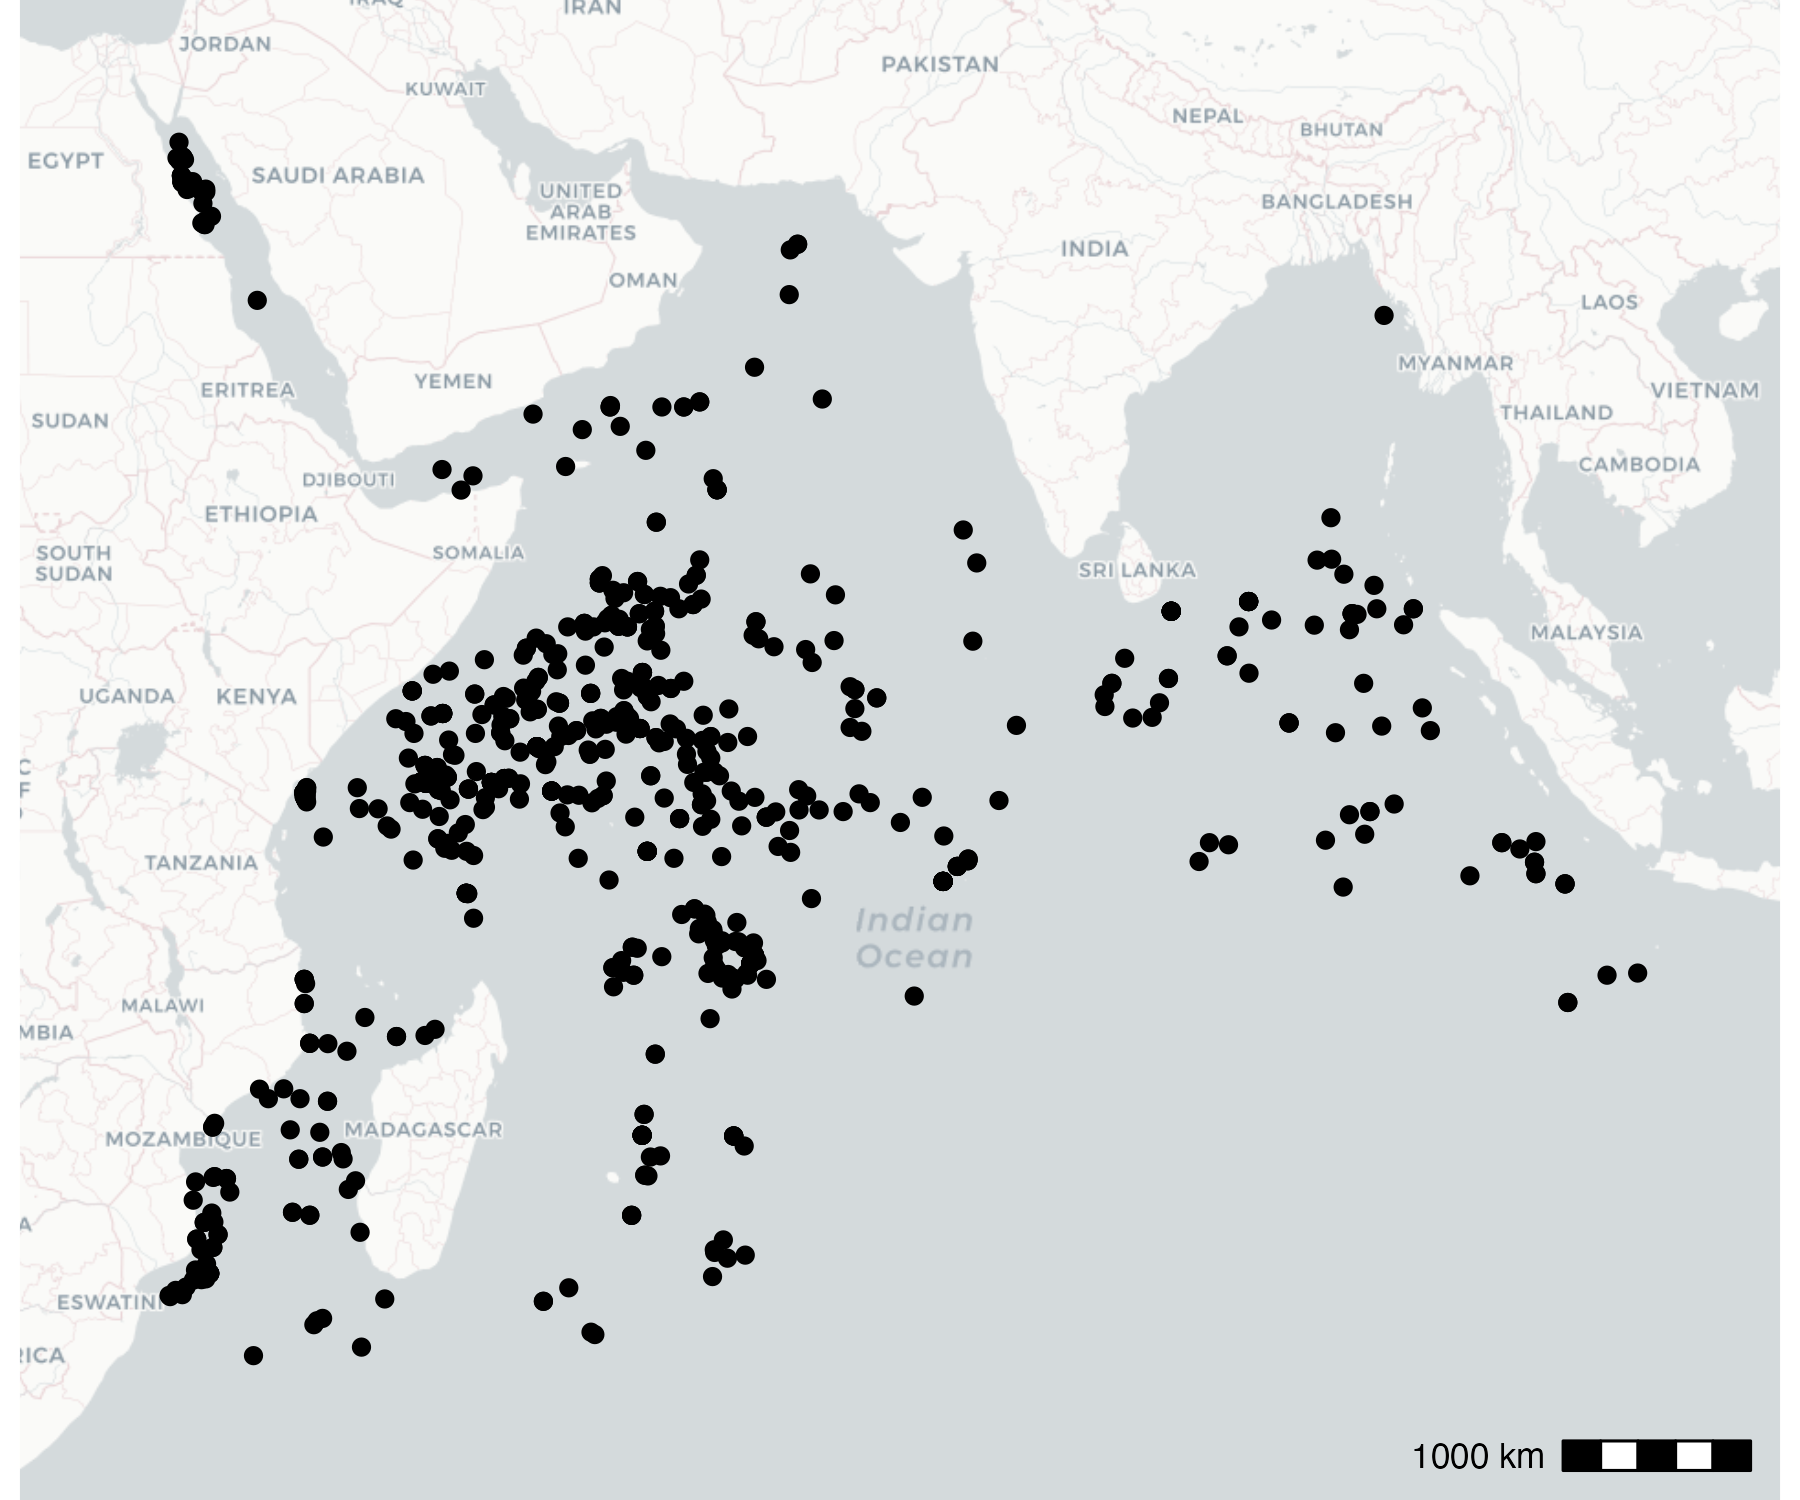 IRAQ
IRAN
JORDAN
PAKISTAN
KUWAIT
NEPAL
BHUTAN
EGYPT
SAUDI ARABIA
UNITED
ARAB
EMIRATES
BANGLADESH
INDIA
OMAN
LAOS
MYANMAR
YEMEN
ERITREA
VIETNAM
THAILAND
SUDAN
CAMBODIA
DJIBOUTI
ETHIOPIA
SOMALIA
SOUTH
SUDAN
SRI LANKA
MALAYSIA
UGANDA
KENYA
C
F
TANZANIA
Indian
Ocean
MALAWI
MBIA
MADAGASCAR
MOZAMBIQUE
A
ESWATINI
RICA
1000 km